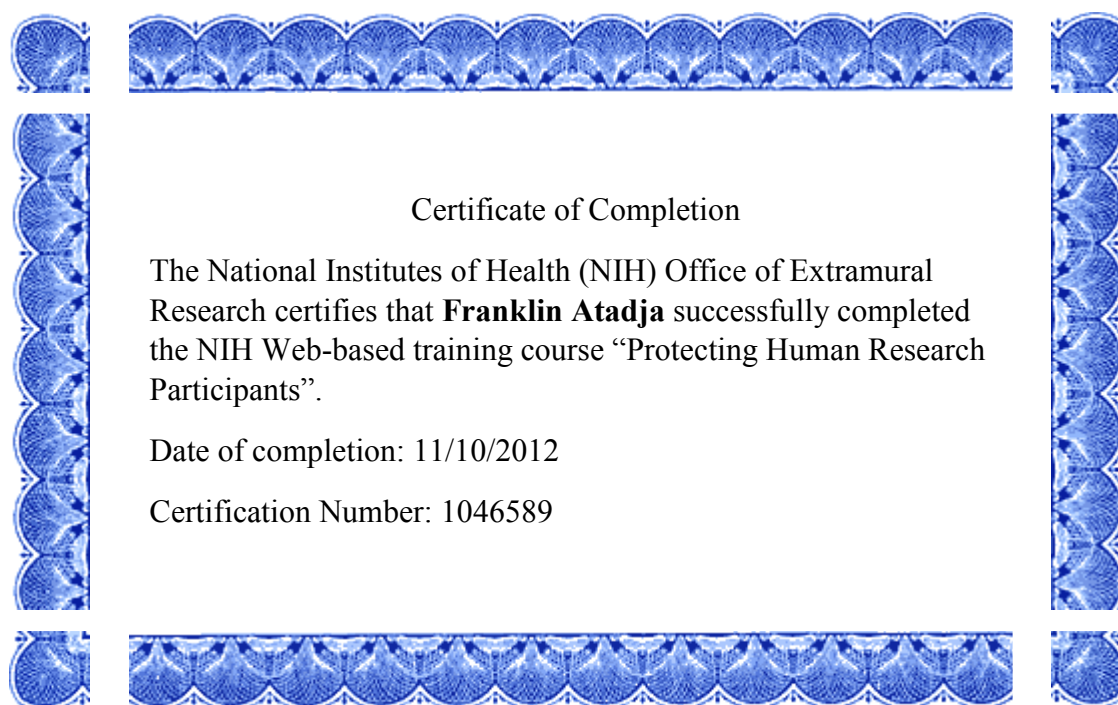 Certificate of Completion
The National Institutes of Health (NIH) Office of Extramural
Research certifies that Franklin Atadja successfully completed
the NIH Web-based training course “Protecting Human Research
Participants”.
Date of completion: 11/10/2012
Certification Number: 1046589